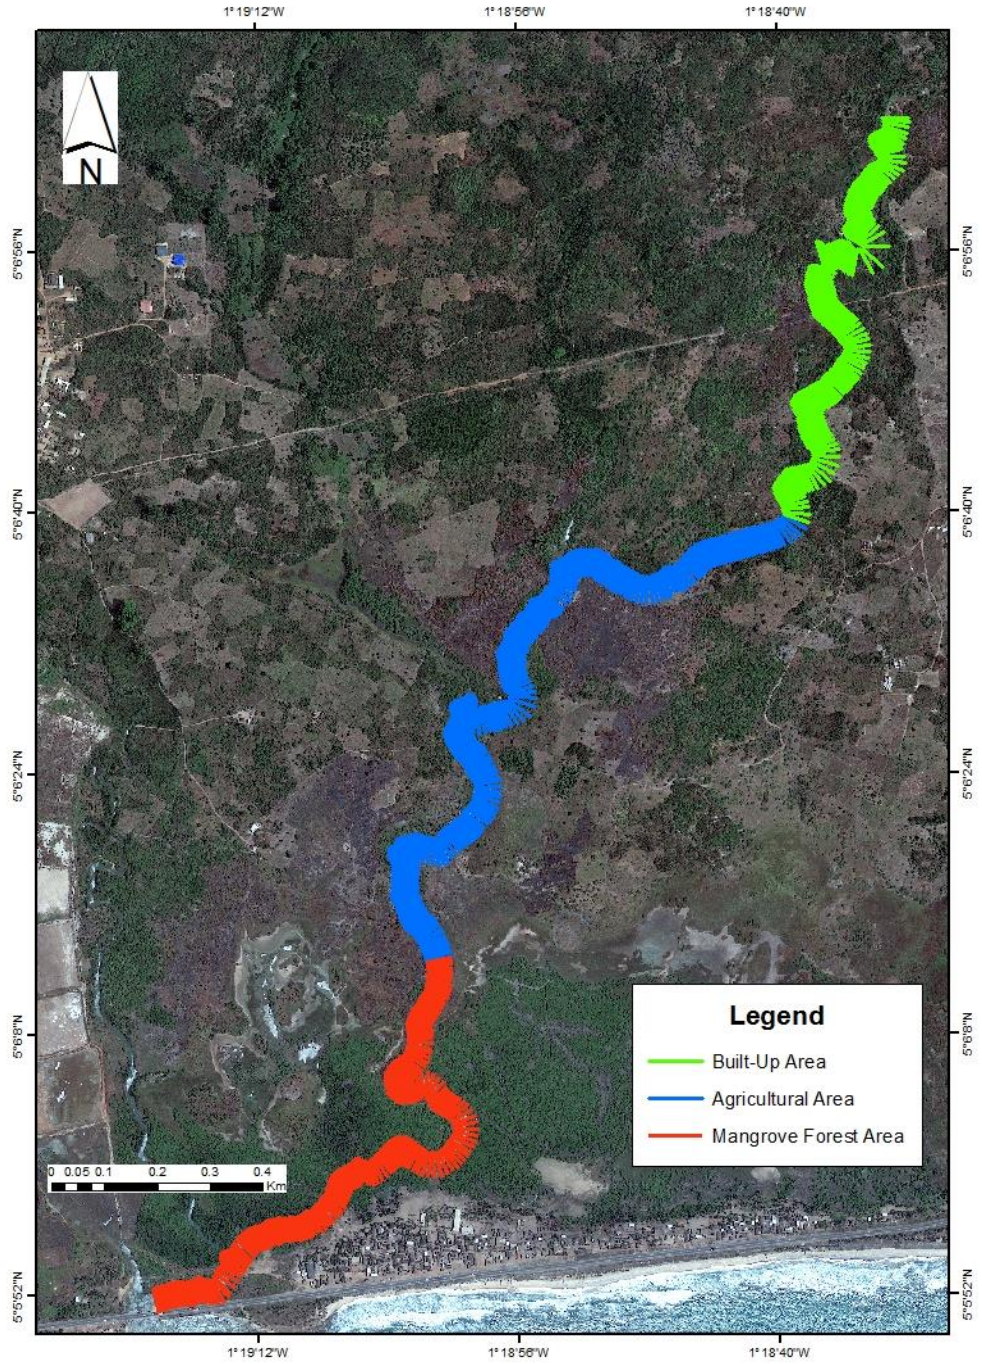 1°19'12"W 1°18'56"W 1°18'40"W
N
5°6'56"N 5°6'56"N
5°6'40"N 5°6'40"N
5°6'24"N 5°6'24"N
5°6'8"N 5°6'8"N
Legend
Built-Up Area
Agricultural Area
Mangrove Forest Area
0 0.05 0.1 0.2 0.3 0.4
Km
5°5'52"N 5°5'52"N
1°19'12"W 1°18'56"W 1°18'40"W